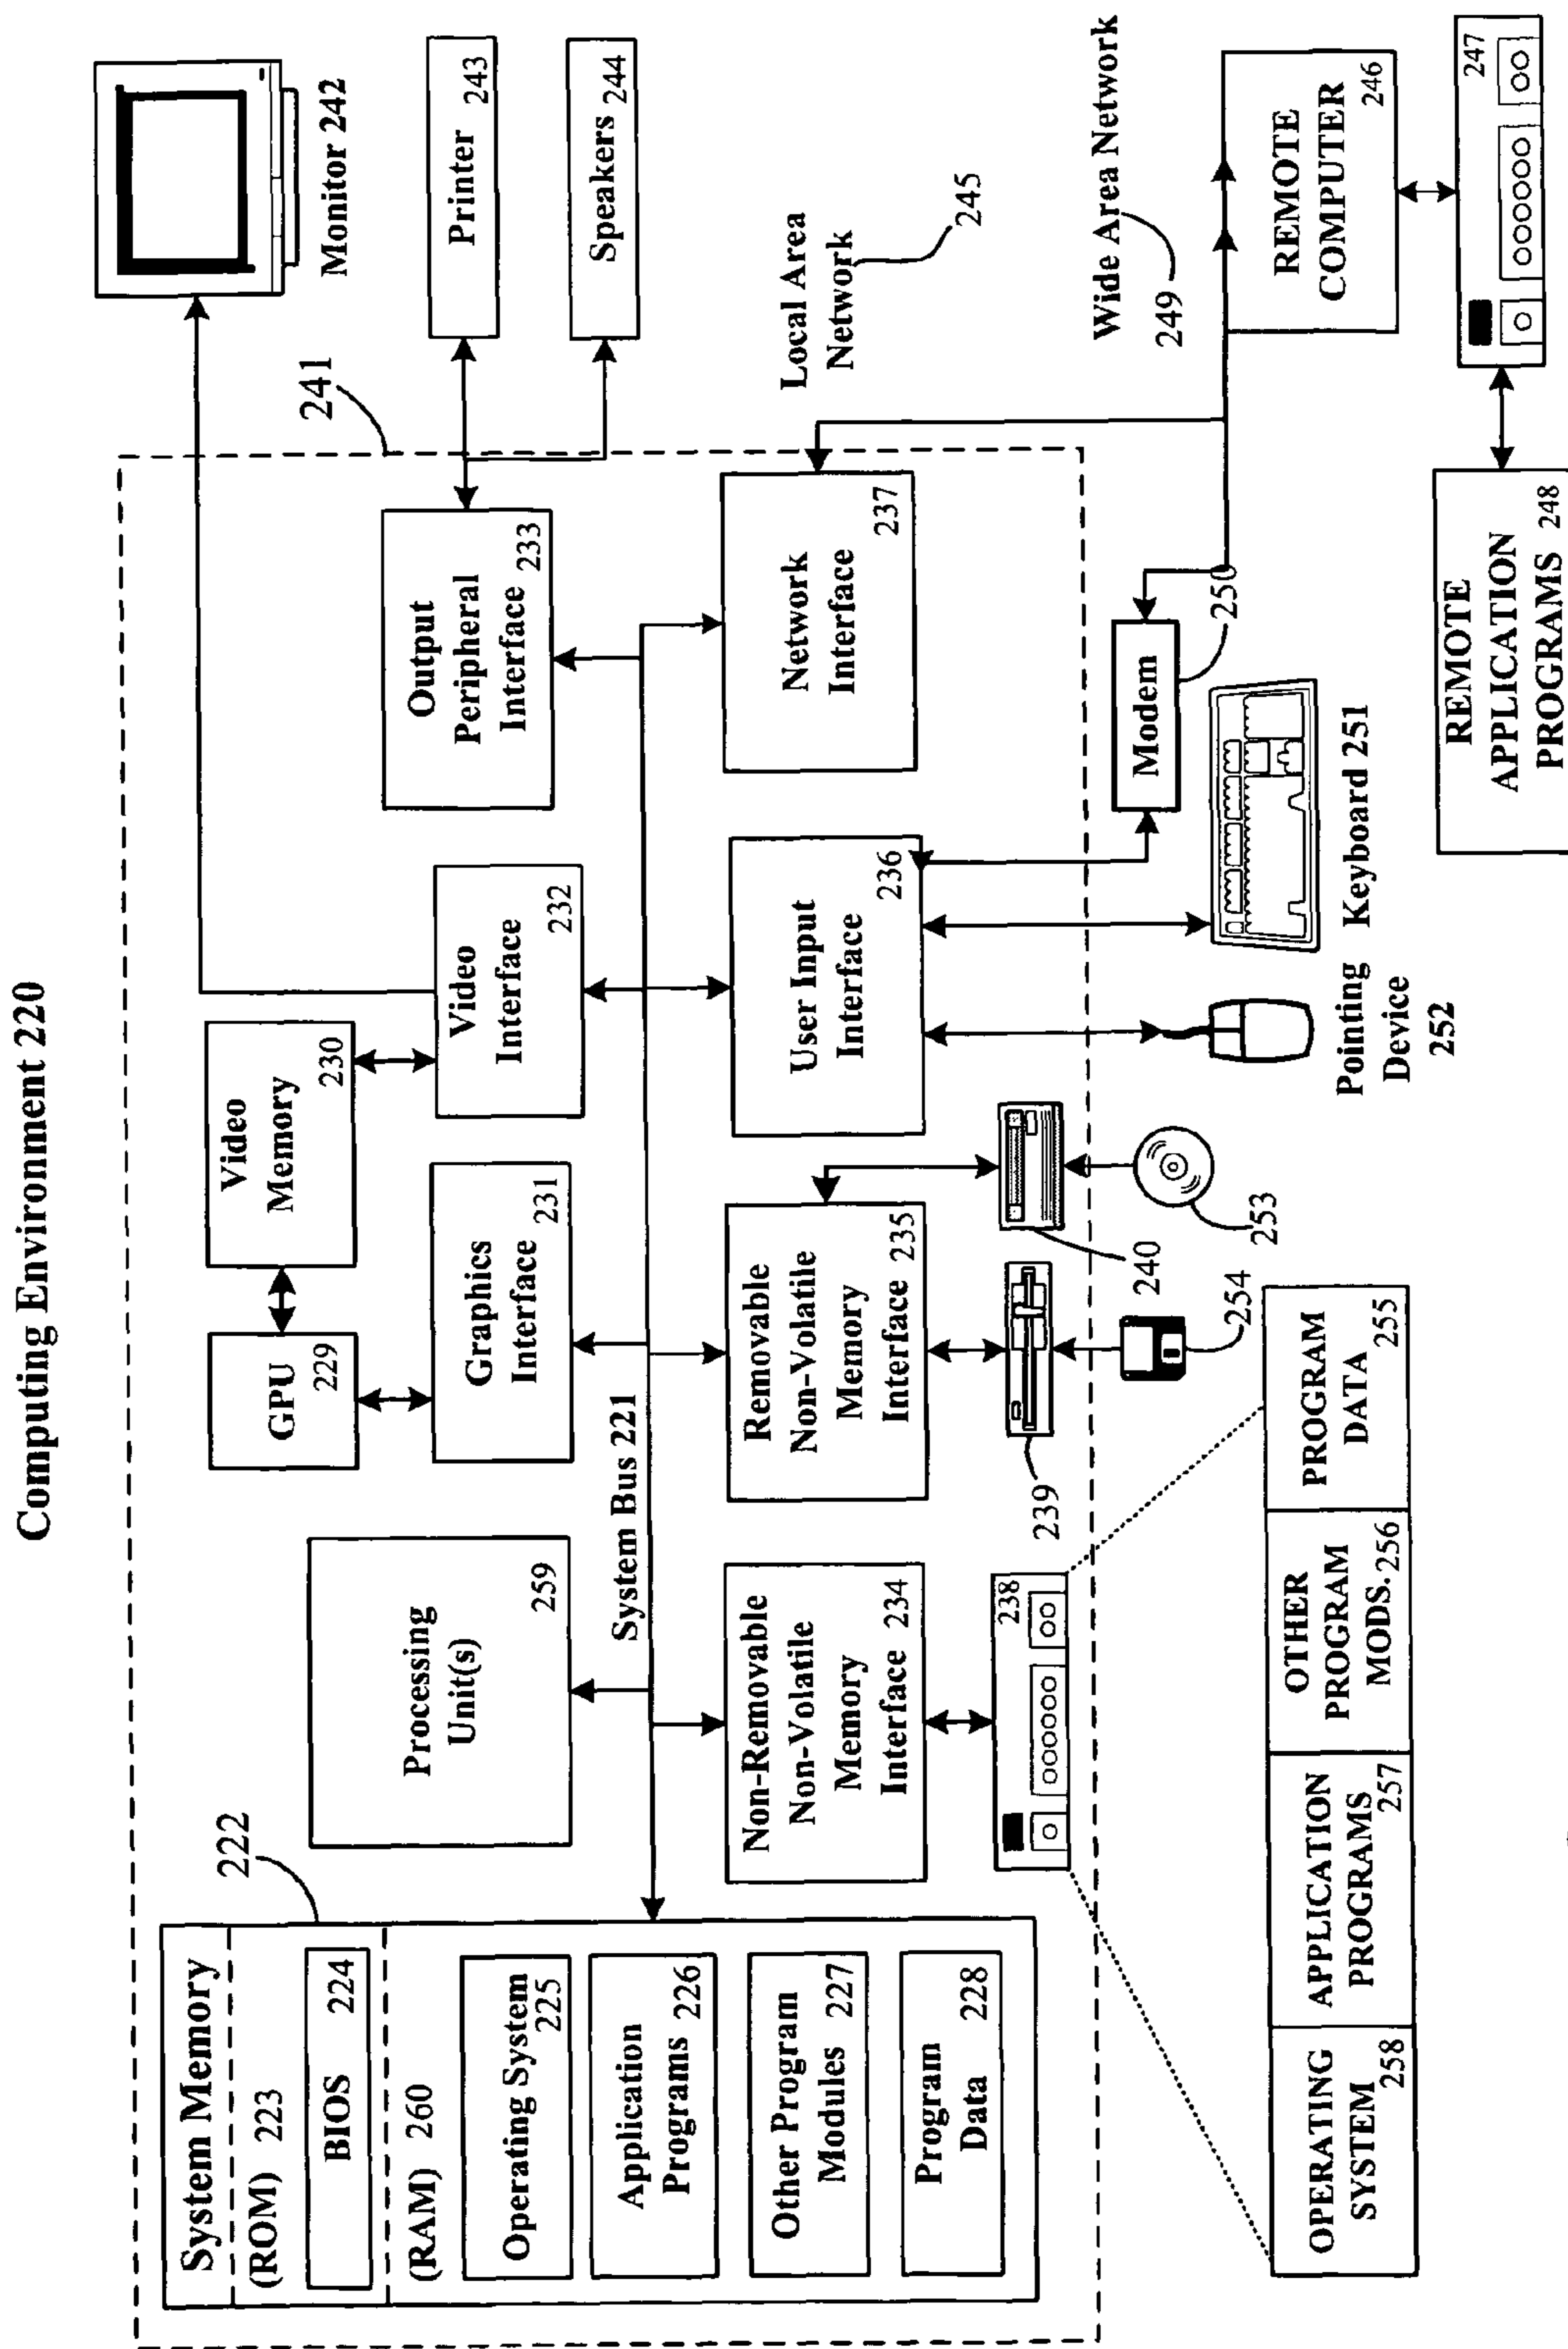 Computing Environment 220
System Memory
222
(ROM) 223
BIOS 224
(RAM) 260
Operating System
225
Application
Programs 226
Other Program
Modules 227
Program
Data 228
Processing
Unit(s)
259
GPU
229
Video
Memory
230
Graphics
Interface
231
Video
Interface
232
Output
Peripheral
Interface 233
241
Monitor 242
Printer 243
Speakers 244
System Bus 221
Non-Removable
Non-Volatile
Memory
Interface 234
Removable
Non-Volatile
Memory
Interface 235
User Input
Interface
236
Network
Interface
237
Local Area
Network
245
238
239
240
254
253
Modem
250
Wide Area Network
249
Pointing
Device
252
Keyboard 251
REMOTE
COMPUTER
246
247
REMOTE
APPLICATION
PROGRAMS 248
OPERATING
SYSTEM
258
APPLICATION
PROGRAMS
257
OTHER
PROGRAM
MODS. 256
PROGRAM
DATA
255